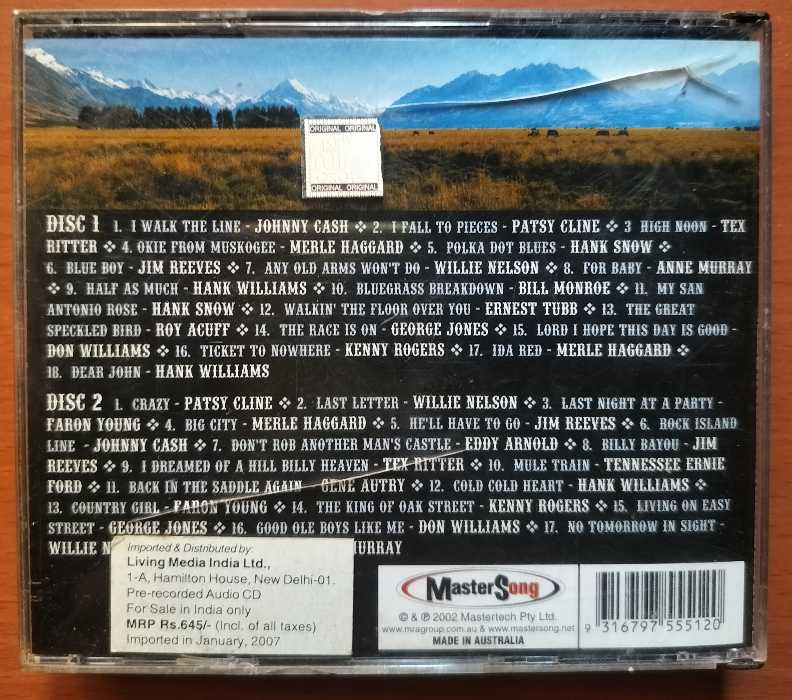 ORIGINAL ORIGINAL
ORIGINAL ORIGINAL
DISC 1 1. I WALK THE LINE - JOHNNY CASH ❖ 2. I FALL TO PIECES - PATSY CLINE ❖ 3 HIGH NOON - TEX
RITTER ❖ 4. OKIE FROM MUSKOGEE - MERLE HAGGARD ❖ 5. POLKA DOT BLUES - HANK SNOW ❖
6. BLUE BOY - JIM REEVES ❖ 7. ANY OLD ARMS WON'T DO - WILLIE NELSON ❖ 8. FOR BABY - ANNE MURRAY
❖ 9. HALF AS MUCH - HANK WILLIAMS ❖ 10. BLUEGRASS BREAKDOWN - BILL MONROE ❖ 11. MY SAN
ANTONIO ROSE - HANK SNOW ❖ 12. WALKIN' THE FLOOR OVER YOU - ERNEST TUBB ❖ 13. THE GREAT
SPECKLED BIRD - ROY ACUFF ❖ 14. THE RACE IS ON - GEORGE JONES ❖ 15. LORD I HOPE THIS DAY IS GOOD -
DON WILLIAMS ❖ 16. TICKET TO NOWHERE - KENNY ROGERS ❖ 17. IDA RED - MERLE HAGGARD ❖
18. DEAR JOHN - HANK WILLIAMS
DISC 2 1. CRAZY - PATSY CLINE ❖ 2. LAST LETTER - WILLIE NELSON ❖ 3. LAST NIGHT AT A PARTY -
FARON YOUNG ❖ 4. BIG CITY - MERLE HAGGARD ❖ 5. HE'LL HAVE TO GO - JIM REEVES ❖ 6. ROCK ISLAND
LINE - JOHNNY CASH ❖ 7. DON'T ROB ANOTHER MAN'S CASTLE - EDDY ARNOLD ❖ 8. BILLY BAYOU - JIM
REEVES ❖ 9. I DREAMED OF A HILL BILLY HEAVEN - TEX RITTER ❖ 10. MULE TRAIN - TENNESSEE ERNIE
FORD ❖ 11. BACK IN THE SADDLE AGAIN - GENE AUTRY ❖ 12. COLD COLD HEART - HANK WILLIAMS ❖
13. COUNTRY GIRL - FARON YOUNG ❖ 14. THE KING OF OAK STREET - KENNY ROGERS ❖ 15. LIVING ON EASY
STREET - GEORGE JONES ❖ 16. GOOD OLE BOYS LIKE ME - DON WILLIAMS ❖ 17. NO TOMORROW IN SIGHT -
WILLIE N URRAY
Imported & Distributed by:
Living Media India Ltd.,
1-A, Hamilton House, New Delhi-01.
Pre-recorded Audio CD
For Sale in India only
MRP Rs.645/- (Incl. of all taxes)
Imported in January, 2007
MasterSong
© & ℗ 2002 Mastertech Pty Ltd.
www.mragroup.com.au & www.mastersong.net
MADE IN AUSTRALIA
9 316797 555120